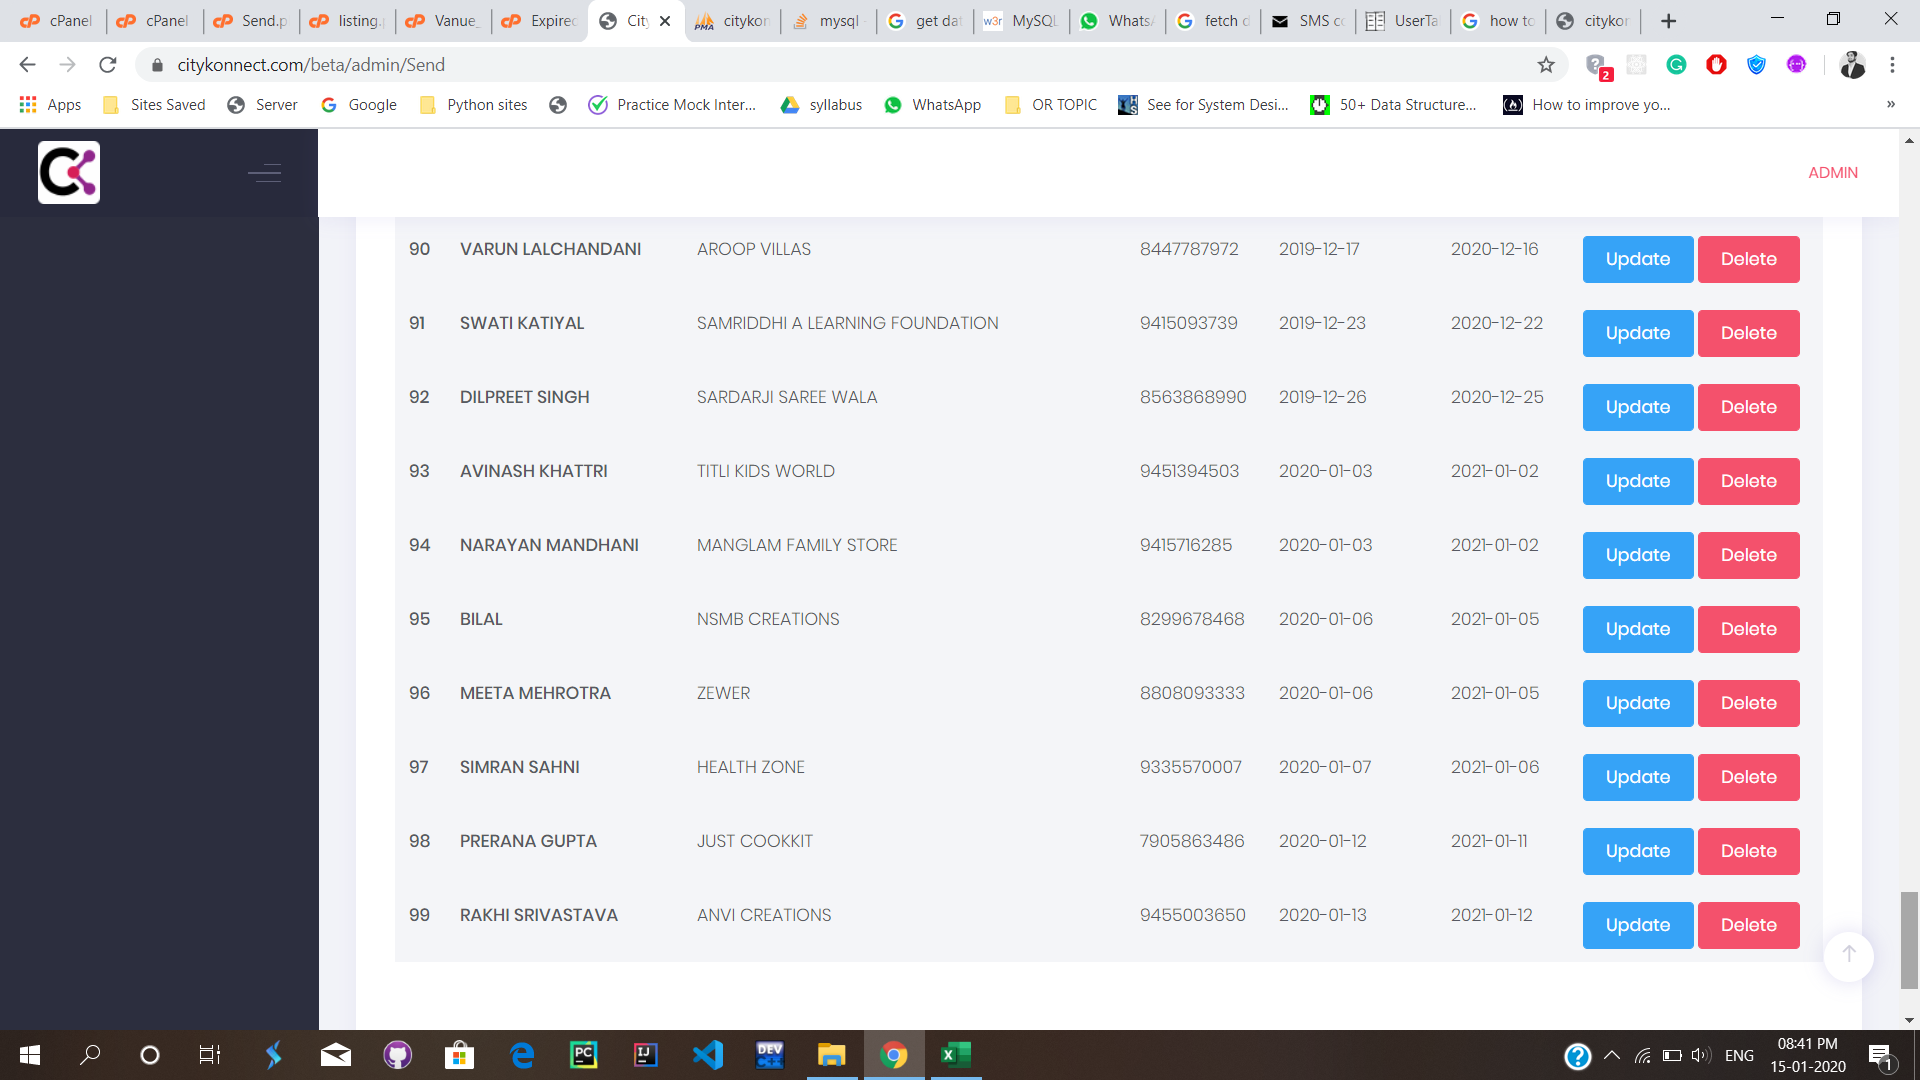 cPanel cPanel Send.p listing. Vanue_ Expired City citykon mysql get dat MySQL WhatsA fetch d SMS co UserTa how to citykon
citykonnect.com/beta/admin/Send
2
Apps Sites Saved Server Google Python sites Practice Mock Inter... syllabus WhatsApp OR TOPIC See for System Desi... 50+ Data Structure... How to improve yo... »
ADMIN
90 VARUN LALCHANDANI AROOP VILLAS 8447787972 2019-12-17 2020-12-16 Update Delete
91 SWATI KATIYAL SAMRIDDHI A LEARNING FOUNDATION 9415093739 2019-12-23 2020-12-22 Update Delete
92 DILPREET SINGH SARDARJI SAREE WALA 8563868990 2019-12-26 2020-12-25 Update Delete
93 AVINASH KHATTRI TITLI KIDS WORLD 9451394503 2020-01-03 2021-01-02 Update Delete
94 NARAYAN MANDHANI MANGLAM FAMILY STORE 9415716285 2020-01-03 2021-01-02 Update Delete
95 BILAL NSMB CREATIONS 8299678468 2020-01-06 2021-01-05 Update Delete
96 MEETA MEHROTRA ZEWER 8808093333 2020-01-06 2021-01-05 Update Delete
97 SIMRAN SAHNI HEALTH ZONE 9335570007 2020-01-07 2021-01-06 Update Delete
98 PRERANA GUPTA JUST COOKKIT 7905863486 2020-01-12 2021-01-11 Update Delete
99 RAKHI SRIVASTAVA ANVI CREATIONS 9455003650 2020-01-13 2021-01-12 Update Delete
ENG 08:41 PM
15-01-2020 1